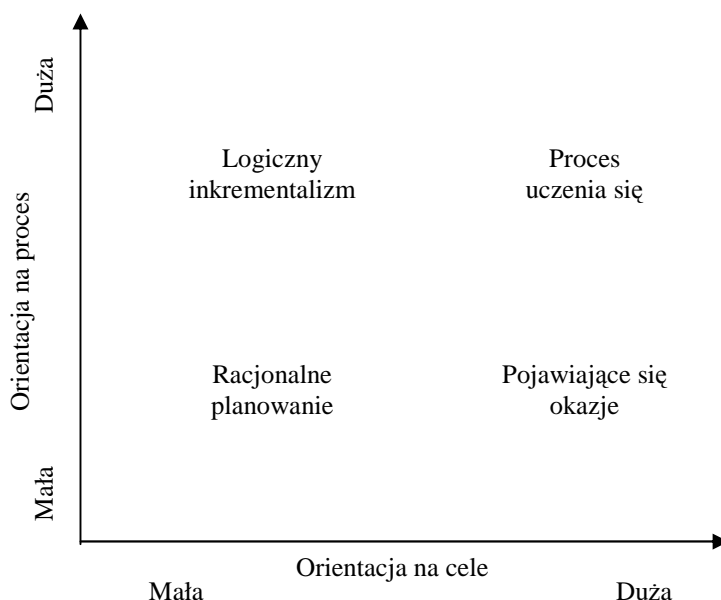 Duża
Orientacja na proces
Mała
Logiczny
inkrementalizm
Proces
uczenia się
Racjonalne
planowanie
Pojawiające się
okazje
Orientacja na cele
Mała
Duża